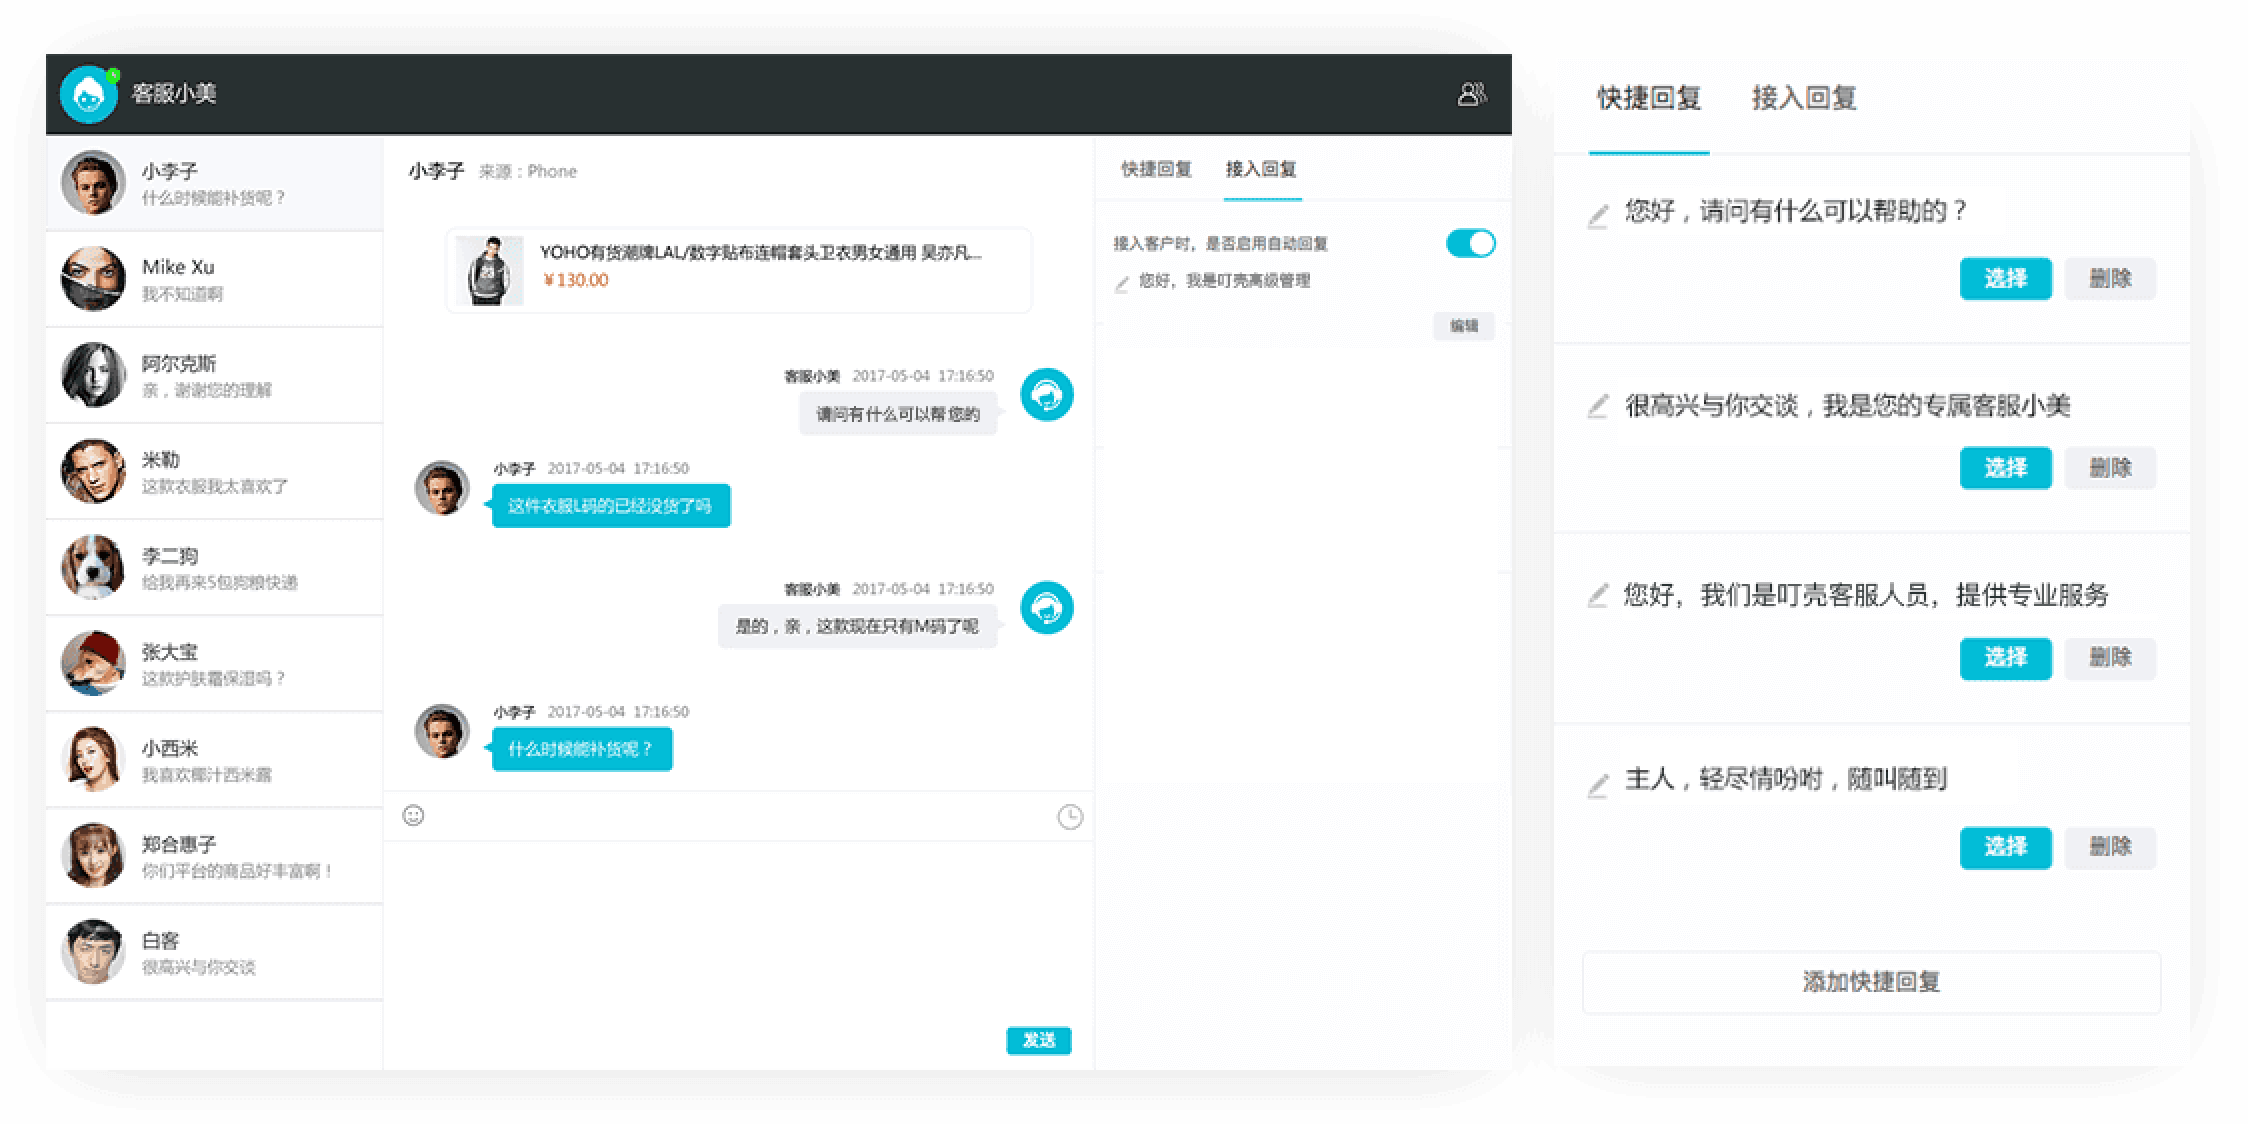 客服小美
小李子
什么时候能补货呢？
Mike Xu
我不知道啊
阿尔克斯
亲，谢谢您的理解
米勒
这款衣服我太喜欢了
李二狗
给我再来5包狗粮快递
张大宝
这款护肤霜保湿吗？
小西米
我喜欢椰汁西米露
郑合惠子
你们平台的商品好丰富啊！
白客
很高兴与你交谈
小李子 来源：Phone
YOHO有货潮牌LAL/数字贴布连帽套头卫衣男女通用 吴亦凡...
￥130.00
客服小美 2017-05-04 17:16:50
请问有什么可以帮您的
小李子 2017-05-04 17:16:50
这件衣服L码的已经没货了吗
客服小美 2017-05-04 17:16:50
是的，亲，这款现在只有M码了呢
小李子 2017-05-04 17:16:50
什么时候能补货呢？
发送
快捷回复 接入回复
接入客户时，是否启用自动回复
您好，我是叮壳高级管理
编辑
快捷回复 接入回复
您好，请问有什么可以帮助的？
选择 删除
很高兴与你交谈，我是您的专属客服小美
选择 删除
您好，我们是叮壳客服人员，提供专业服务
选择 删除
主人，轻尽情吩咐，随叫随到
选择 删除
添加快捷回复